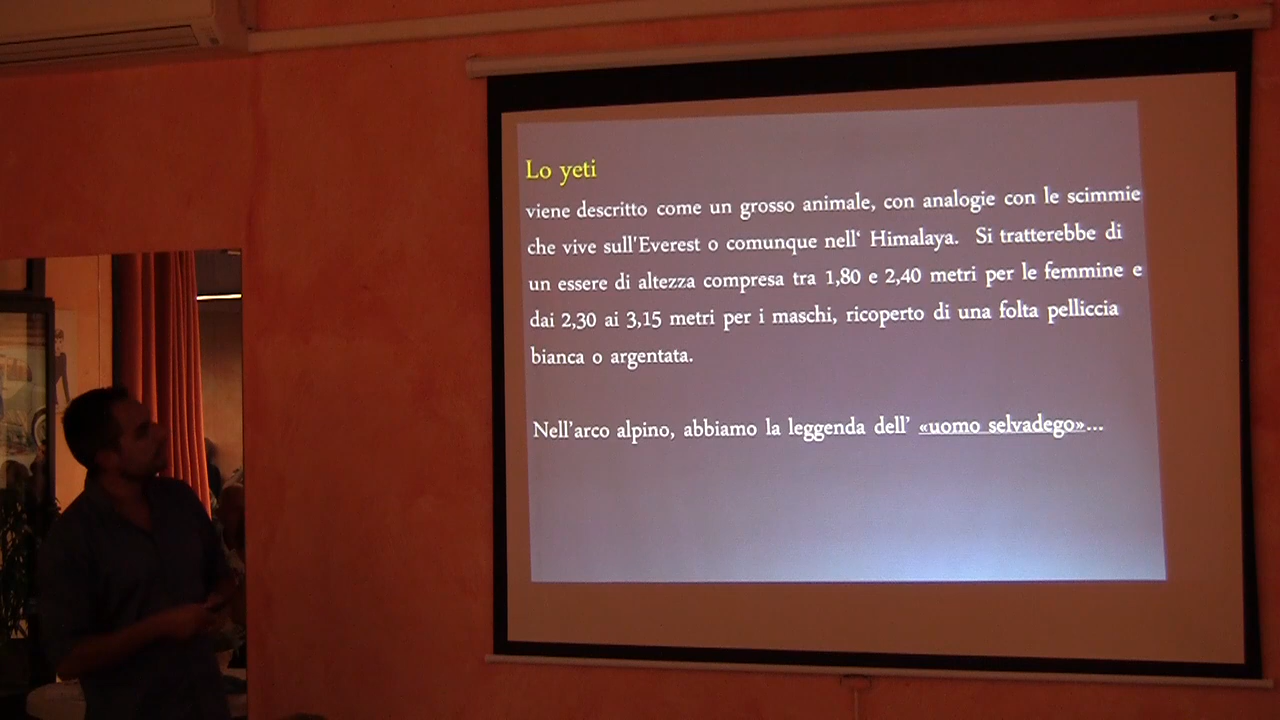 Lo yeti
viene descritto come un grosso animale, con analogie con le scimmie
che vive sull'Everest o comunque nell‘ Himalaya. Si tratterebbe di
un essere di altezza compresa tra 1,80 e 2,40 metri per le femmine e
dai 2,30 ai 3,15 metri per i maschi, ricoperto di una folta pelliccia
bianca o argentata.
Nell'arco alpino, abbiamo la leggenda dell’ «uomo selvadego»...